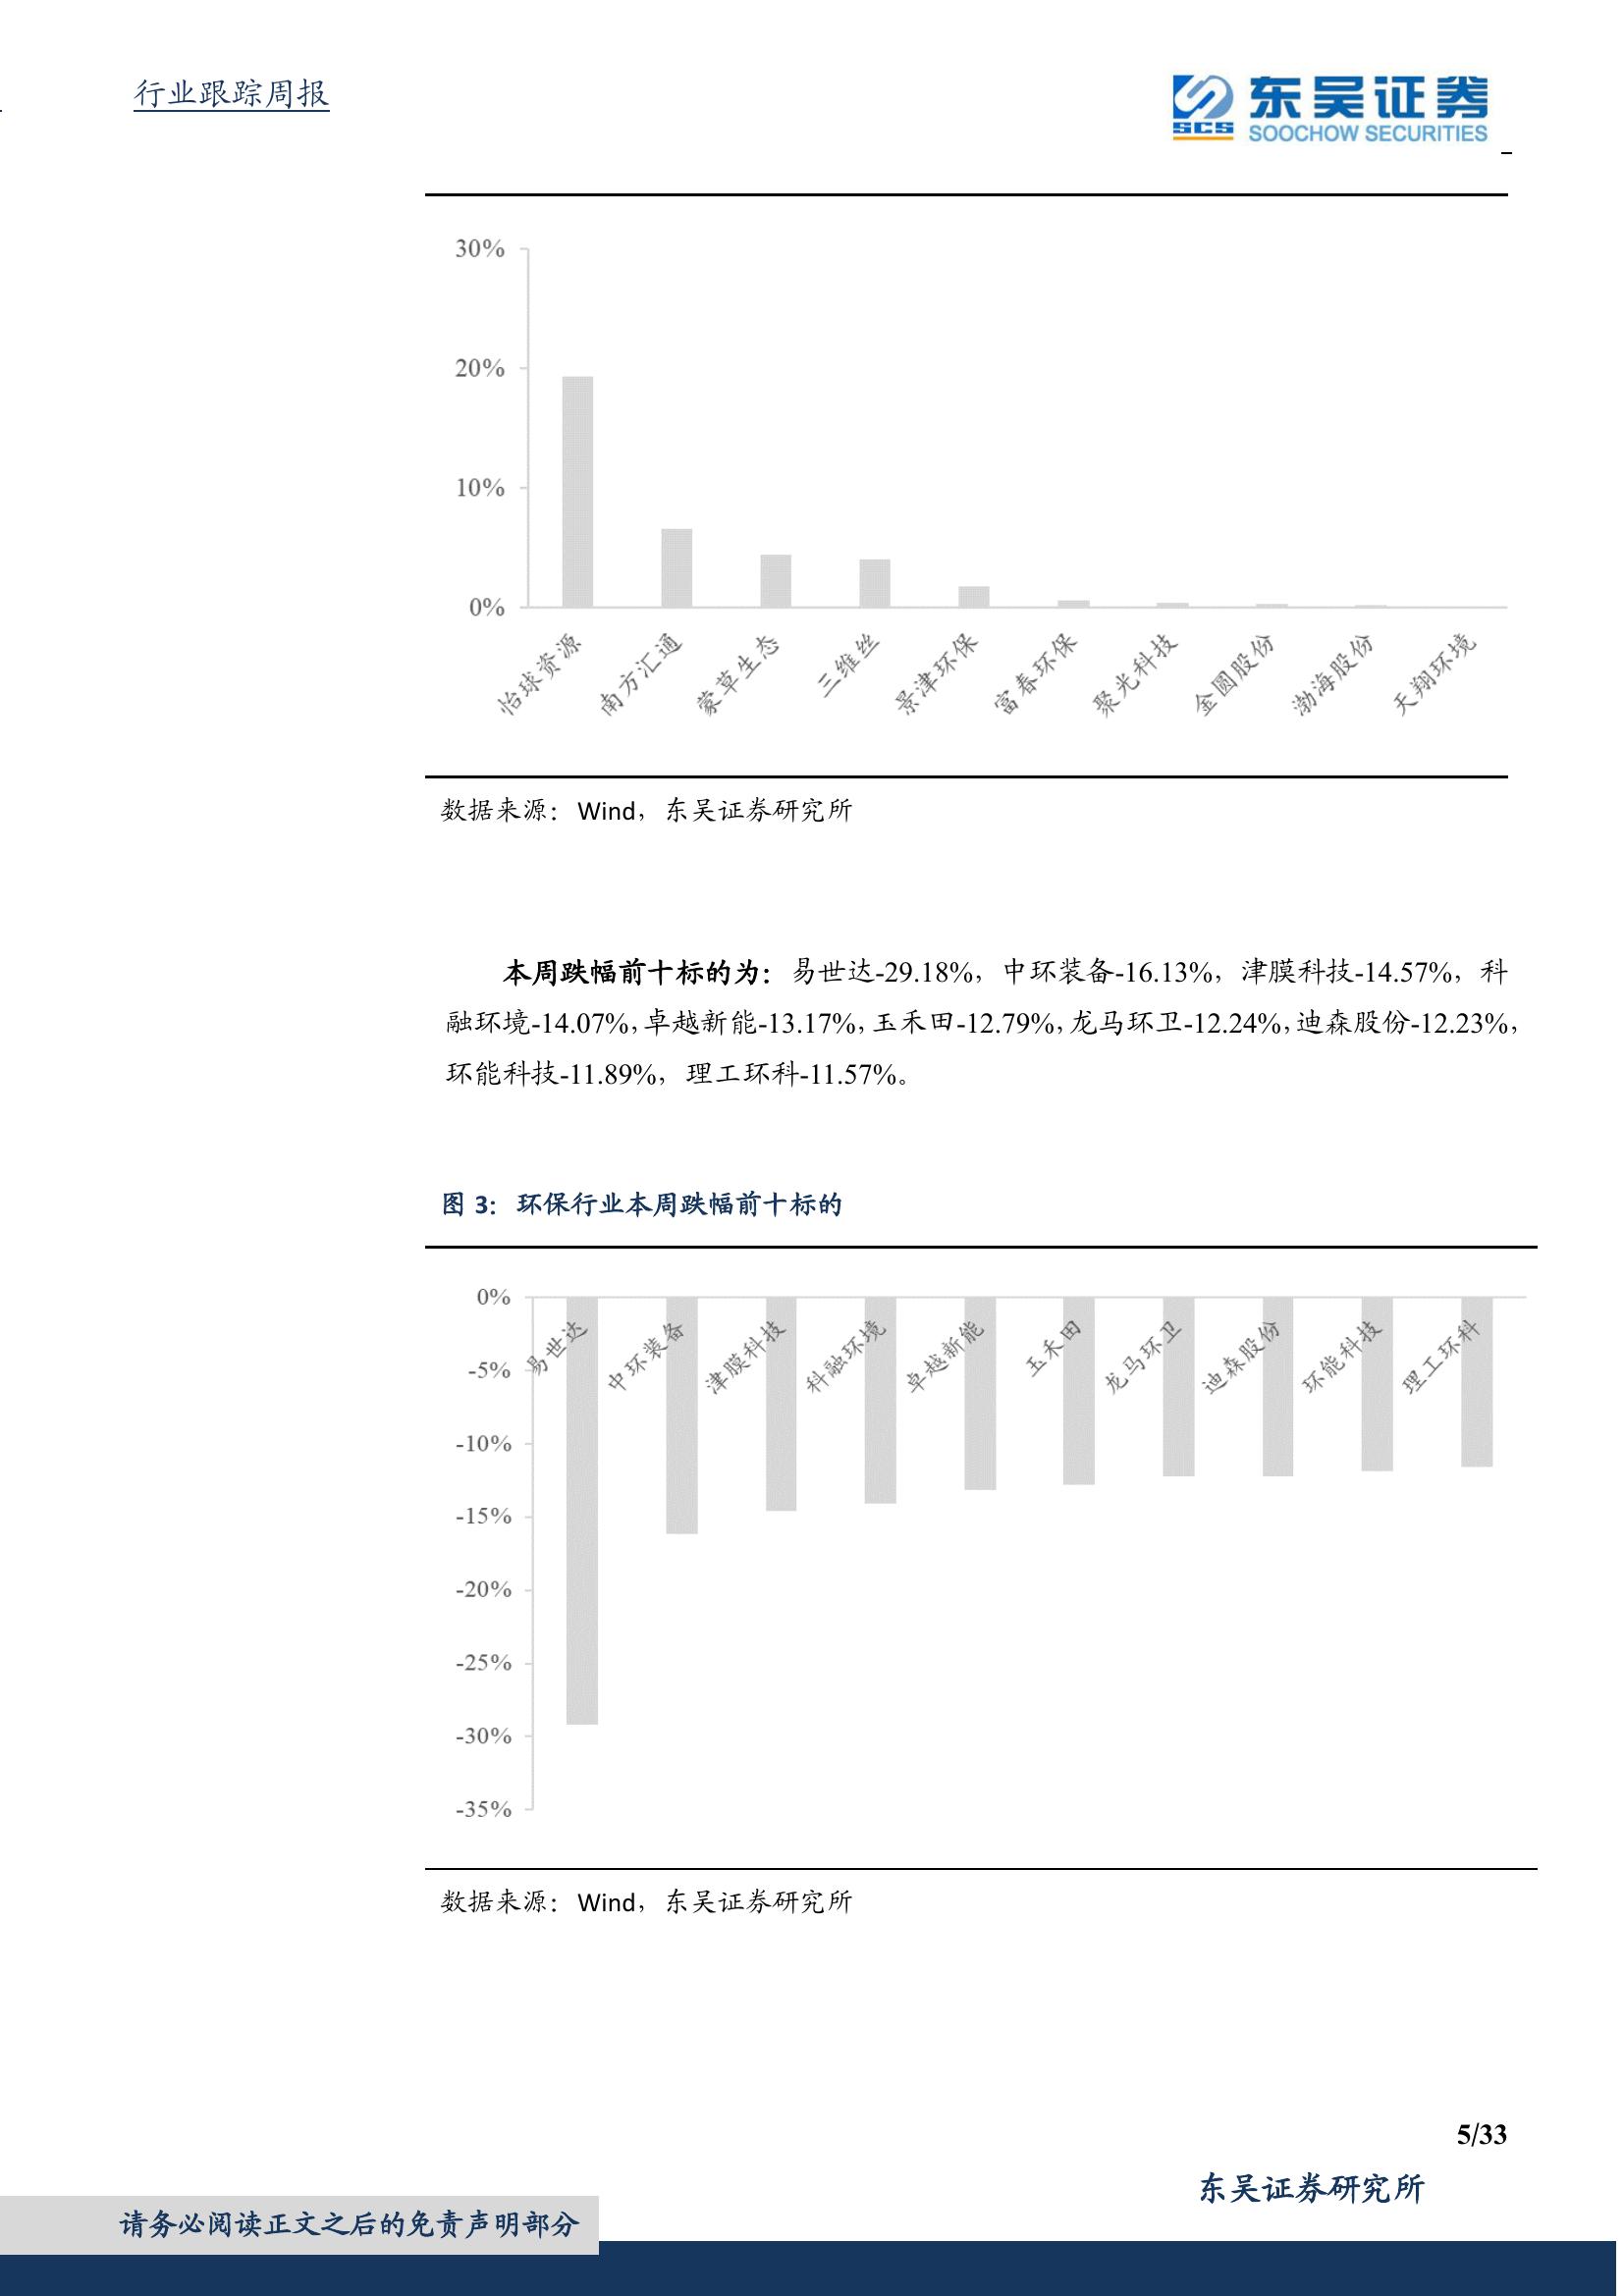 行业跟踪周报
SCS
东吴证券
SOOCHOW SECURITIES
30%
20%
10%
0%
怡球资源
南方汇通
蒙草生态
三维丝
景津环保
富春环保
聚光科技
金圆股份
渤海股份
天翔环境
数据来源：Wind，东吴证券研究所
本周跌幅前十标的为：易世达-29.18%，中环装备-16.13%，津膜科技-14.57%，科
融环境-14.07%，卓越新能-13.17%，玉禾田-12.79%，龙马环卫-12.24%，迪森股份-12.23%，
环能科技-11.89%，理工环科-11.57%。
图 3：环保行业本周跌幅前十标的
0%
-5%
-10%
-15%
-20%
-25%
-30%
-35%
易世达
中环装备
津膜科技
科融环境
卓越新能
玉禾田
龙马环卫
迪森股份
环能科技
理工环科
数据来源：Wind，东吴证券研究所
5/33
东吴证券研究所
请务必阅读正文之后的免责声明部分